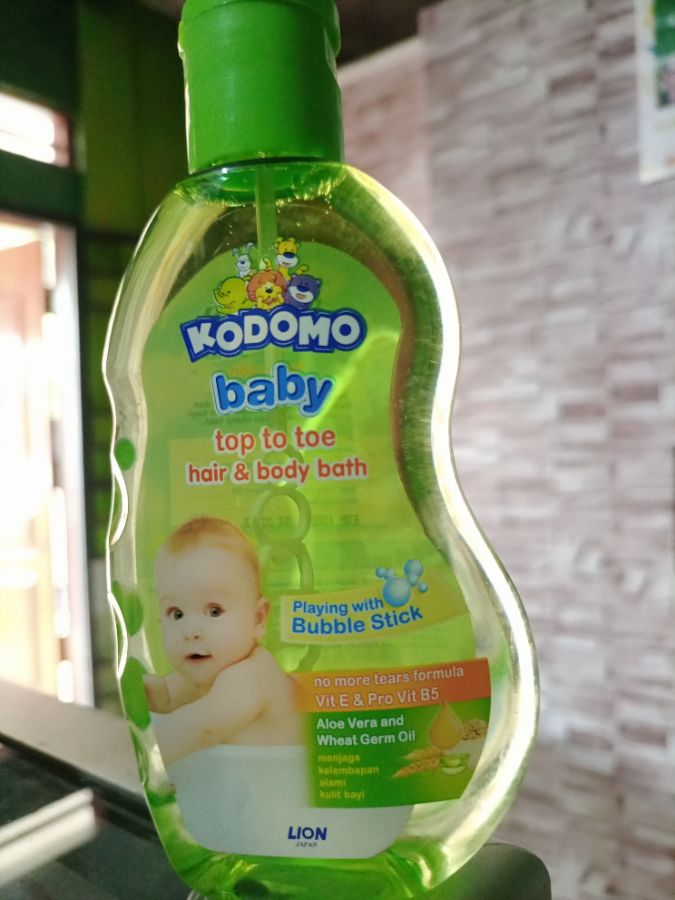 KODOMO
baby
top to toe
hair & body bath
Playing with
Bubble Stick
no more tears formula
Vit E & Pro Vit B5
Aloe Vera and
Wheat Germ Oil
menjaga
kelembapan
alami
kulit bayi
LION
JAPAN